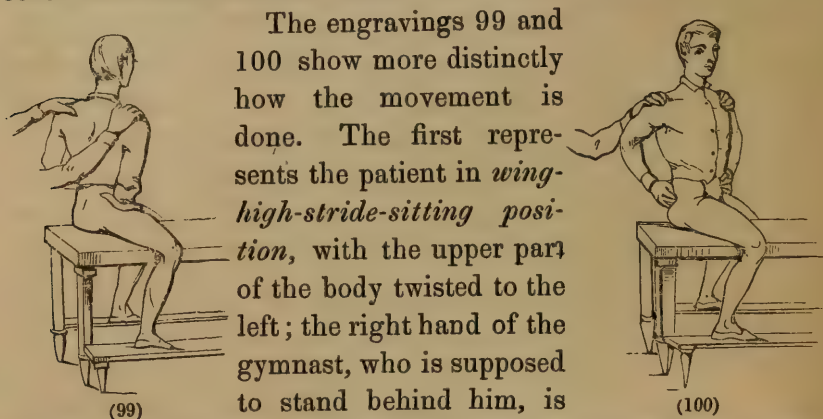 The engravings 99 and
100 show more distinctly
how the movement is
done. The first repre-
sents the patient in wing-
high-stride-sitting posi-
tion, with the upper part
of the body twisted to the
left; the right hand of the
gymnast, who is supposed
to stand behind him, is
(99)
(100)